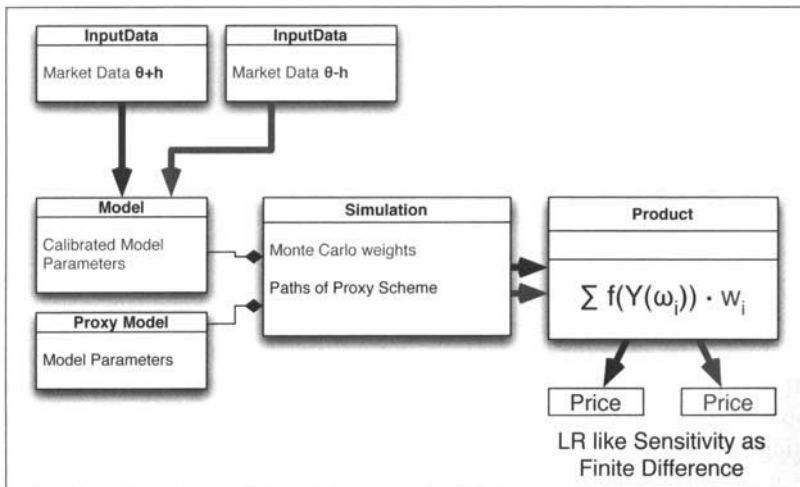 InputData
Market Data θ+h
InputData
Market Data θ-h
Model
Calibrated Model
Parameters
Proxy Model
Model Parameters
Simulation
Monte Carlo weights
Paths of Proxy Scheme
Product
∑ f(Y(ωᵢ)) · wᵢ
Price
Price
LR like Sensitivity as
Finite Difference